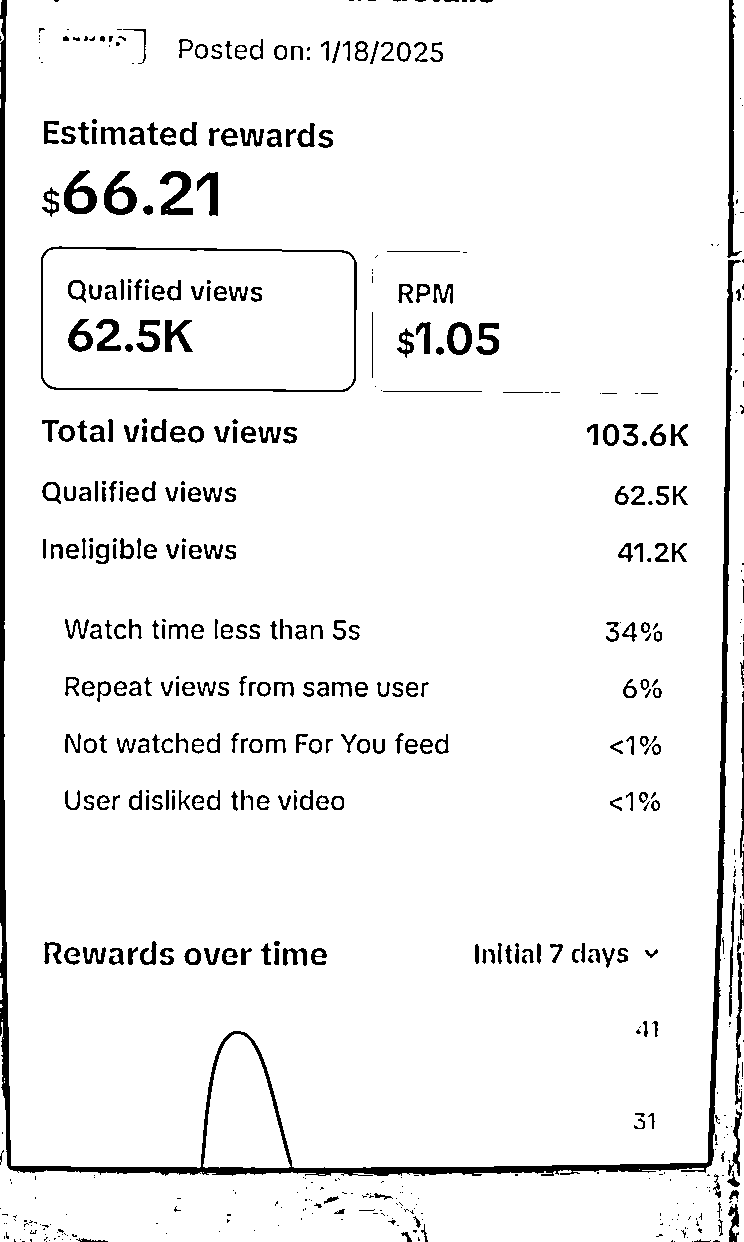 Posted on: 1/18/2025
Estimated rewards
$66.21
Qualified views
62.5K
RPM
$1.05
Total video views 103.6K
Qualified views 62.5K
Ineligible views 41.2K
Watch time less than 5s 34%
Repeat views from same user 6%
Not watched from For You feed <1%
User disliked the video <1%
Rewards over time Initial 7 days
41
31